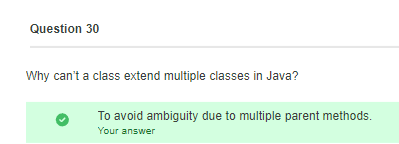 Question 30
Why can't a class extend multiple classes in Java?
To avoid ambiguity due to multiple parent methods.
Your answer